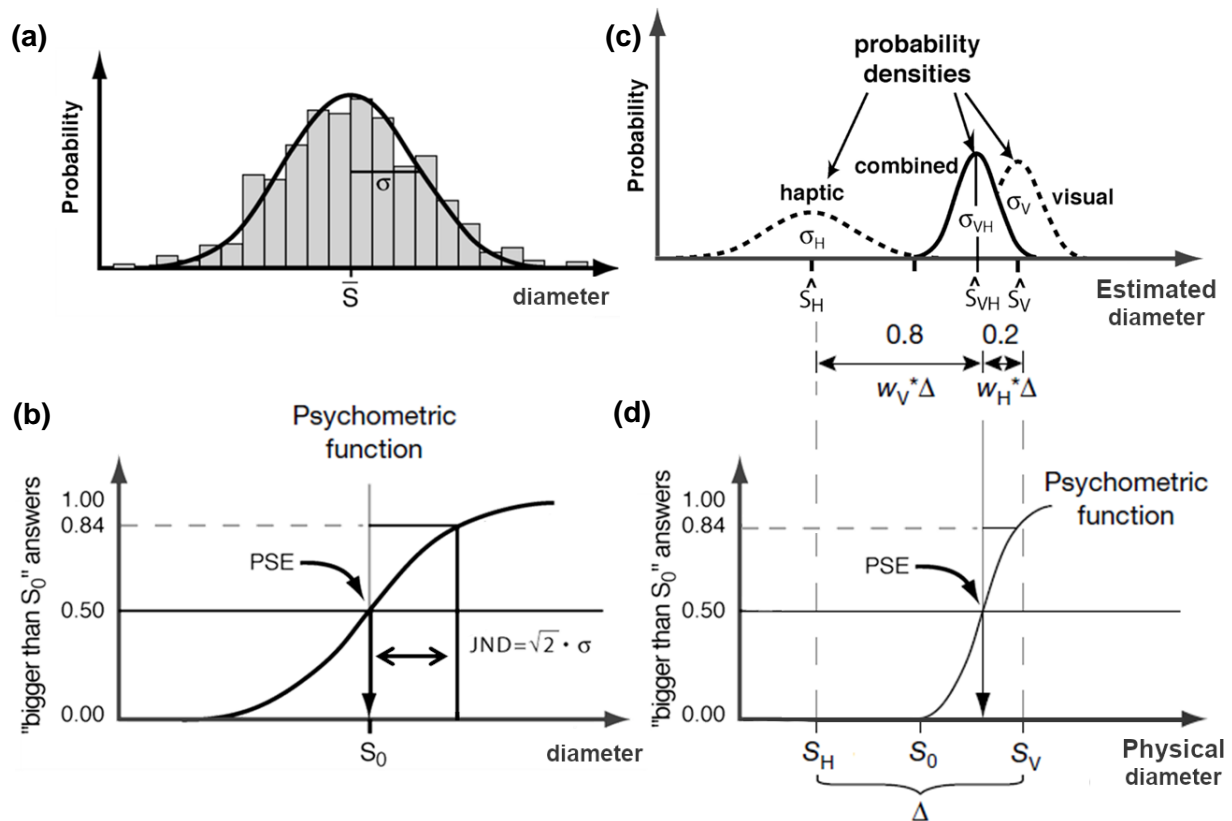 (a)
Probability
σ
S̄
diameter
(b)
Psychometric
function
"bigger than S₀" answers
1.00
0.84
0.50
0.00
PSE
JND=√2 · σ
S₀
diameter
(c)
probability
densities
Probability
haptic
combined
visual
σH
σVH
σV
ŜH
ŜVH
ŜV
Estimated
diameter
0.8
0.2
wV*Δ
wH*Δ
(d)
Psychometric
function
"bigger than S₀" answers
1.00
0.84
0.50
0.00
PSE
SH
S₀
SV
Physical
diameter
Δ